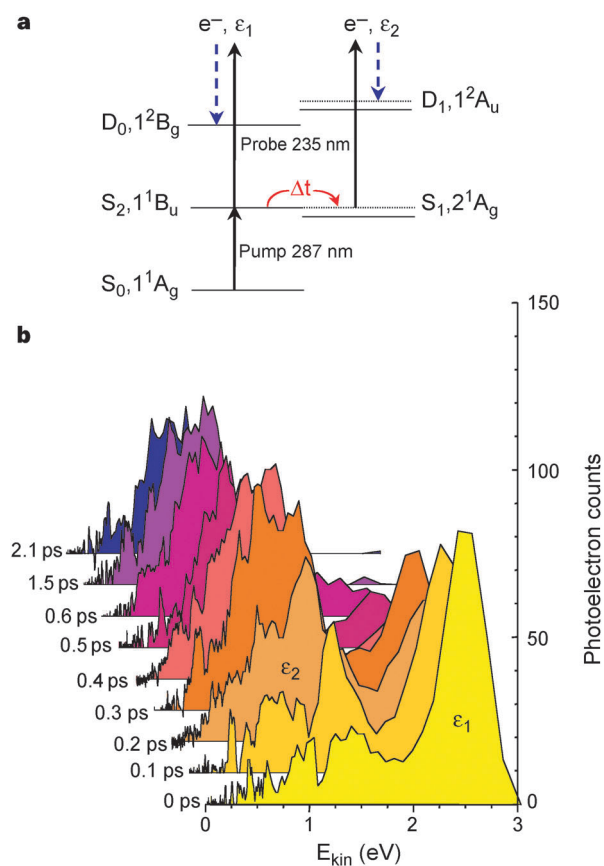 a
e⁻, ε₁
e⁻, ε₂
D₀,1²B_g
D₁,1²A_u
Probe 235 nm
Δt
S₂,1¹B_u
S₁,2¹A_g
Pump 287 nm
S₀,1¹A_g
b
150
100
50
0
Photoelectron counts
2.1 ps
1.5 ps
0.6 ps
0.5 ps
0.4 ps
0.3 ps
0.2 ps
0.1 ps
0 ps
ε₂
ε₁
0 1 2 3
E_kin (eV)